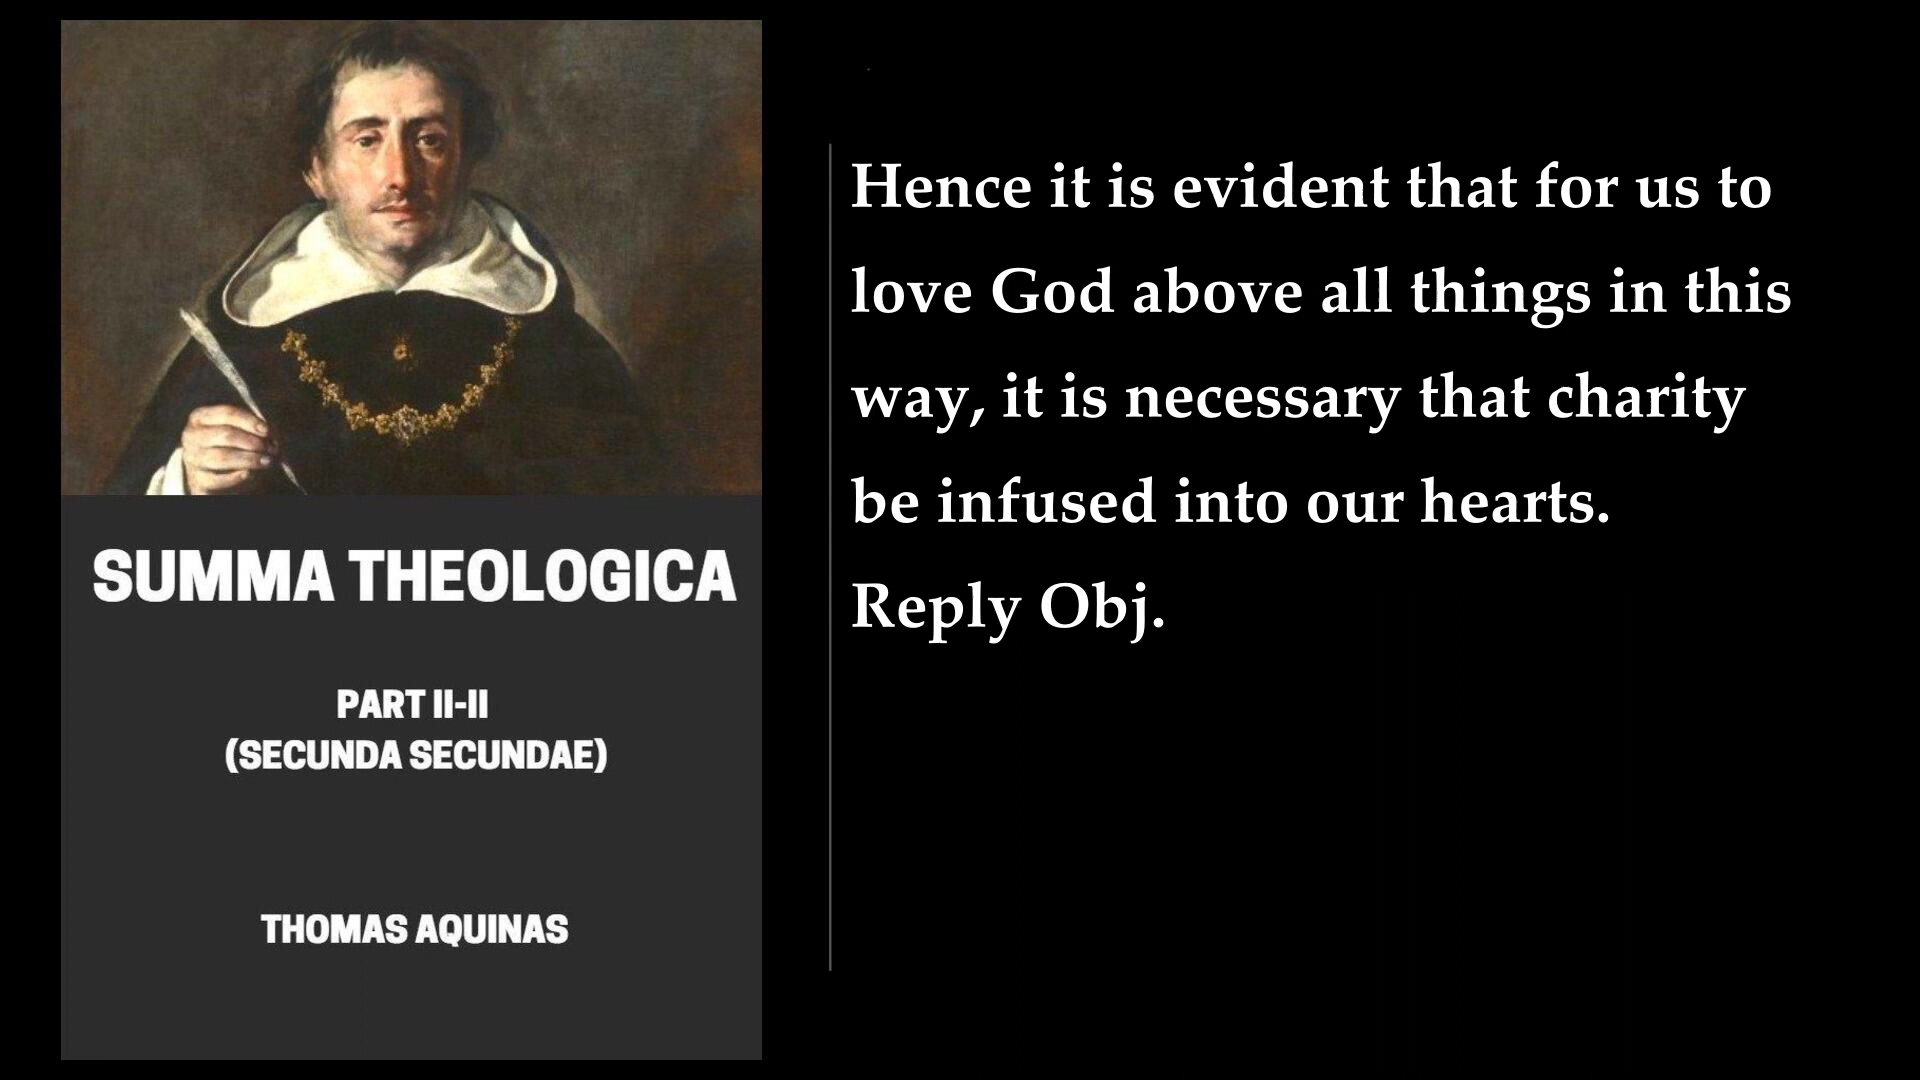 SUMMA THEOLOGICA
PART II-II
(SECUNDA SECUNDAE)
THOMAS AQUINAS
Hence it is evident that for us to
love God above all things in this
way, it is necessary that charity
be infused into our hearts.
Reply Obj.